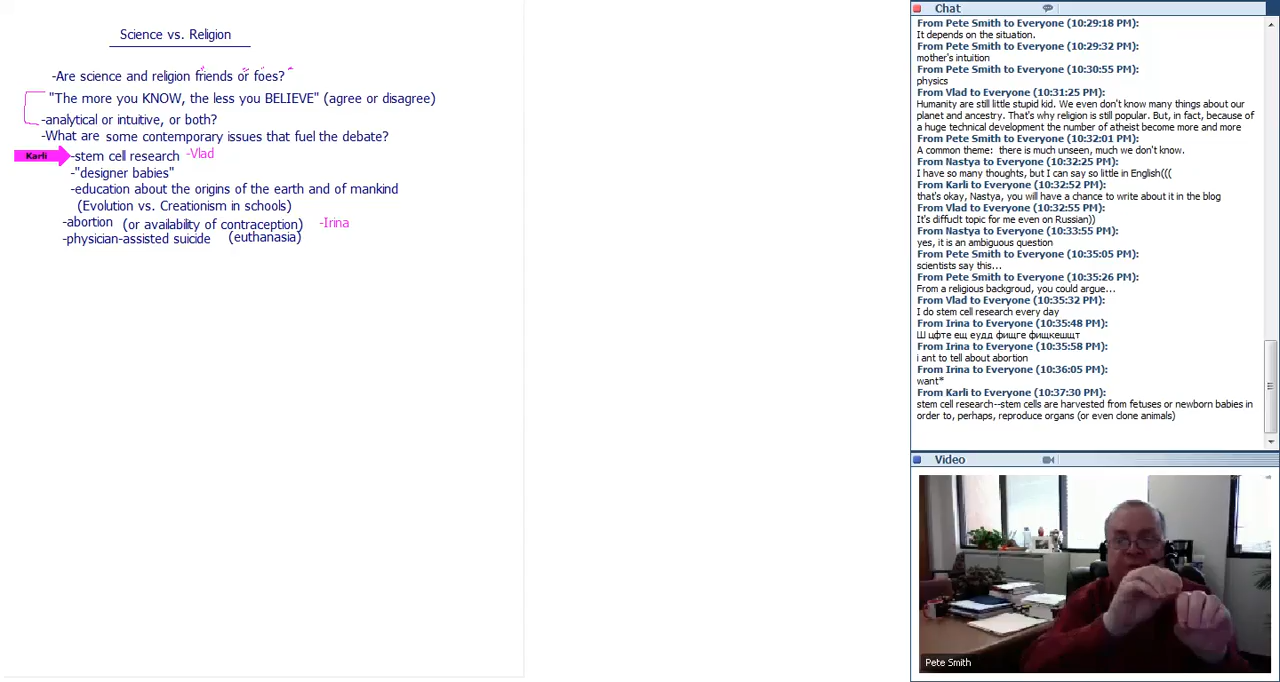 Science vs. Religion
-Are science and religion friends or foes?
"The more you KNOW, the less you BELIEVE" (agree or disagree)
-analytical or intuitive, or both?
-What are some contemporary issues that fuel the debate?
Karli
-stem cell research -Vlad
-"designer babies"
-education about the origins of the earth and of mankind
(Evolution vs. Creationism in schools)
-abortion (or availability of contraception) -Irina
-physician-assisted suicide (euthanasia)
Chat
From Pete Smith to Everyone (10:29:18 PM):
It depends on the situation.
From Pete Smith to Everyone (10:29:32 PM):
mother's intuition
From Pete Smith to Everyone (10:30:55 PM):
physics
From Vlad to Everyone (10:31:25 PM):
Humanity are still little stupid kid. We even don't know many things about our
planet and ancestry. That's why religion is still popular. But, in fact, because of
a huge technical development the number of atheist become more and more
From Pete Smith to Everyone (10:32:01 PM):
A common theme: there is much unseen, much we don't know.
From Nastya to Everyone (10:32:25 PM):
I have so many thoughts, but I can say so little in English(((
From Karli to Everyone (10:32:52 PM):
that's okay, Nastya, you will have a chance to write about it in the blog
From Vlad to Everyone (10:32:55 PM):
It's diffuclt topic for me even on Russian))
From Nastya to Everyone (10:33:55 PM):
yes, it is an ambiguous question
From Pete Smith to Everyone (10:35:05 PM):
scientists say this...
From Pete Smith to Everyone (10:35:26 PM):
From a religious backgroud, you could argue...
From Vlad to Everyone (10:35:32 PM):
I do stem cell research every day
From Irina to Everyone (10:35:48 PM):
Ш цфте ещ еудд фищге фищкешщт
From Irina to Everyone (10:35:58 PM):
i ant to tell about abortion
From Irina to Everyone (10:36:05 PM):
want*
From Karli to Everyone (10:37:30 PM):
stem cell research--stem cells are harvested from fetuses or newborn babies in
order to, perhaps, reproduce organs (or even clone animals)
Video
Pete Smith